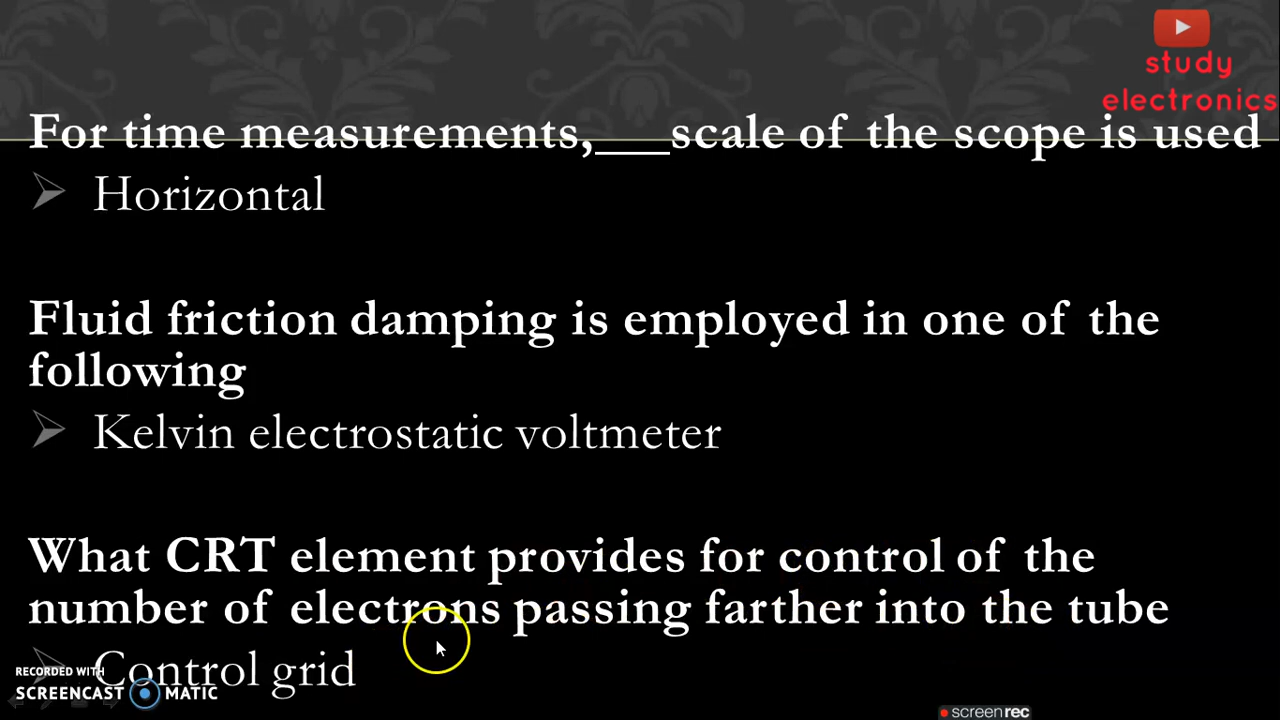 study
electronics
For time measurements,___scale of the scope is used
Horizontal
Fluid friction damping is employed in one of the
following
Kelvin electrostatic voltmeter
What CRT element provides for control of the
number of electrons passing farther into the tube
Control grid
RECORDED WITH
SCREENCAST MATIC
screenrec